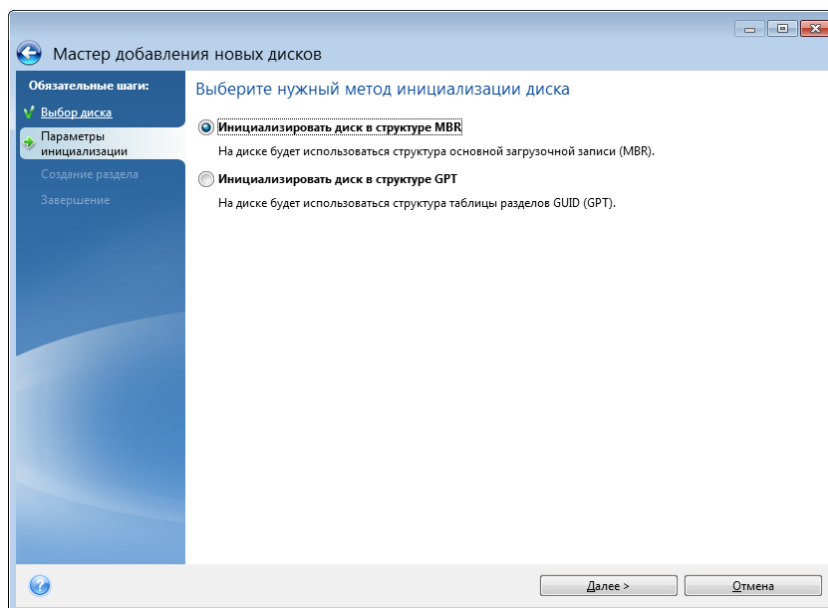 Мастер добавления новых дисков
Обязательные шаги:
Выбор диска
Параметры
инициализации
Создание раздела
Завершение
Выберите нужный метод инициализации диска
Инициализировать диск в структуре MBR
На диске будет использоваться структура основной загрузочной записи (MBR).
Инициализировать диск в структуре GPT
На диске будет использоваться структура таблицы разделов GUID (GPT).
Далее >
Отмена